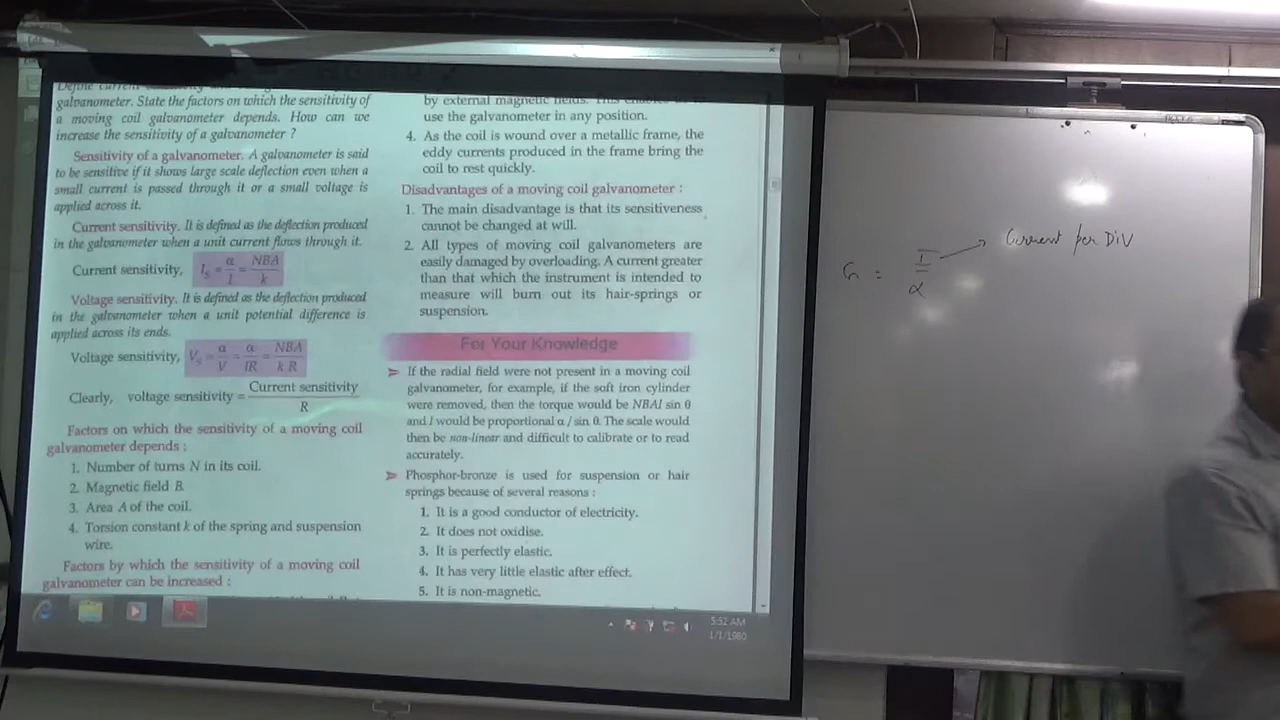 galvanometer. State the factors on which the sensitivity of
a moving coil galvanometer depends. How can we
increase the sensitivity of a galvanometer ?
Sensitivity of a galvanometer. A galvanometer is said
to be sensitive if it shows large scale deflection even when a
small current is passed through it or a small voltage is
applied across it.
Current sensitivity. It is defined as the deflection produced
in the galvanometer when a unit current flows through it.
Current sensitivity, I_S = α/I = NBA/k
Voltage sensitivity. It is defined as the deflection produced
in the galvanometer when a unit potential difference is
applied across its ends.
Voltage sensitivity, V_S = α/V = α/IR = NBA/k R
Clearly, voltage sensitivity = Current sensitivity/R
Factors on which the sensitivity of a moving coil
galvanometer depends :
1. Number of turns N in its coil.
2. Magnetic field B.
3. Area A of the coil.
4. Torsion constant k of the spring and suspension
wire.
Factors by which the sensitivity of a moving coil
galvanometer can be increased :
by external magnetic fields. This
use the galvanometer in any position.
4. As the coil is wound over a metallic frame, the
eddy currents produced in the frame bring the
coil to rest quickly.
Disadvantages of a moving coil galvanometer :
1. The main disadvantage is that its sensitiveness
cannot be changed at will.
2. All types of moving coil galvanometers are
easily damaged by overloading. A current greater
than that which the instrument is intended to
measure will burn out its hair-springs or
suspension.
For Your Knowledge
➢ If the radial field were not present in a moving coil
galvanometer, for example, if the soft iron cylinder
were removed, then the torque would be NBAI sin θ
and I would be proportional α / sin θ. The scale would
then be non-linear and difficult to calibrate or to read
accurately.
➢ Phosphor-bronze is used for suspension or hair
springs because of several reasons :
1. It is a good conductor of electricity.
2. It does not oxidise.
3. It is perfectly elastic.
4. It has very little elastic after effect.
5. It is non-magnetic.
5:52 AM
1/1/1980
G = I/α → Current per DiV